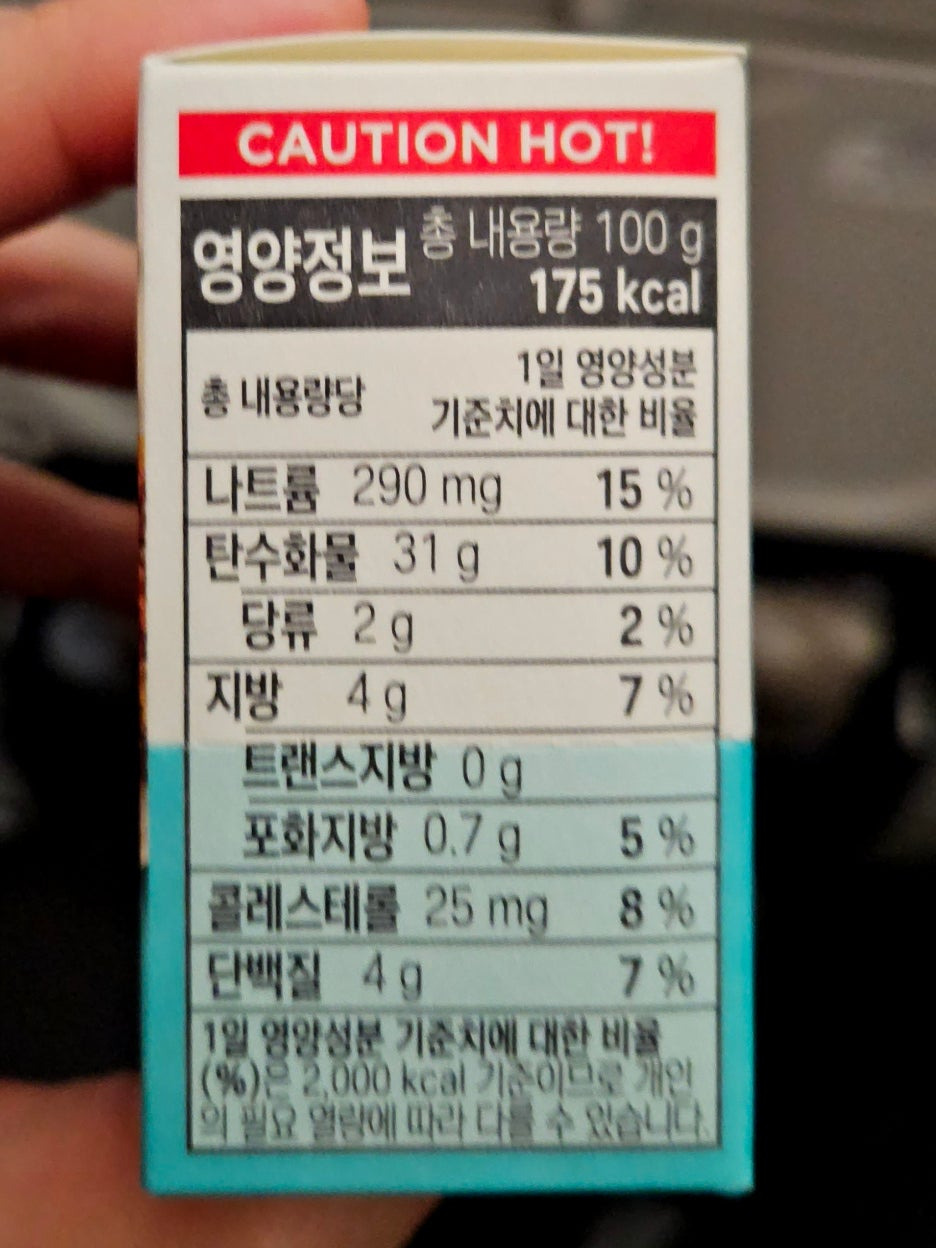 CAUTION HOT!
영양정보 총 내용량 100 g
175 kcal
총 내용량당 1일 영양성분
기준치에 대한 비율
나트륨 290 mg 15 %
탄수화물 31 g 10 %
당류 2 g 2 %
지방 4 g 7 %
트랜스지방 0 g
포화지방 0.7 g 5 %
콜레스테롤 25 mg 8 %
단백질 4 g 7 %
1일 영양성분 기준치에 대한 비율
(%)은 2,000 kcal 기준이므로 개인
의 필요 열량에 따라 다를 수 있습니다.